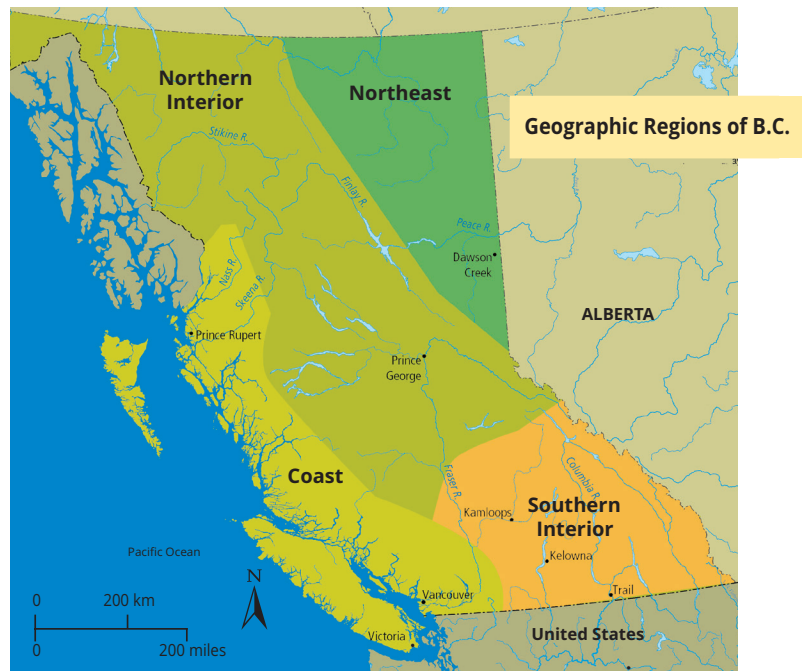 Northern
Interior
Northeast
Geographic Regions of B.C.
Stikine R.
Finlay R.
Peace R.
Dawson
Creek
Nass R.
Skeena R.
ALBERTA
Prince Rupert
Prince
George
Coast
Fraser R.
Columbia R.
Kamloops
Southern
Interior
Pacific Ocean
Kelowna
N
Vancouver
Trail
0 200 km
Victoria
United States
0 200 miles